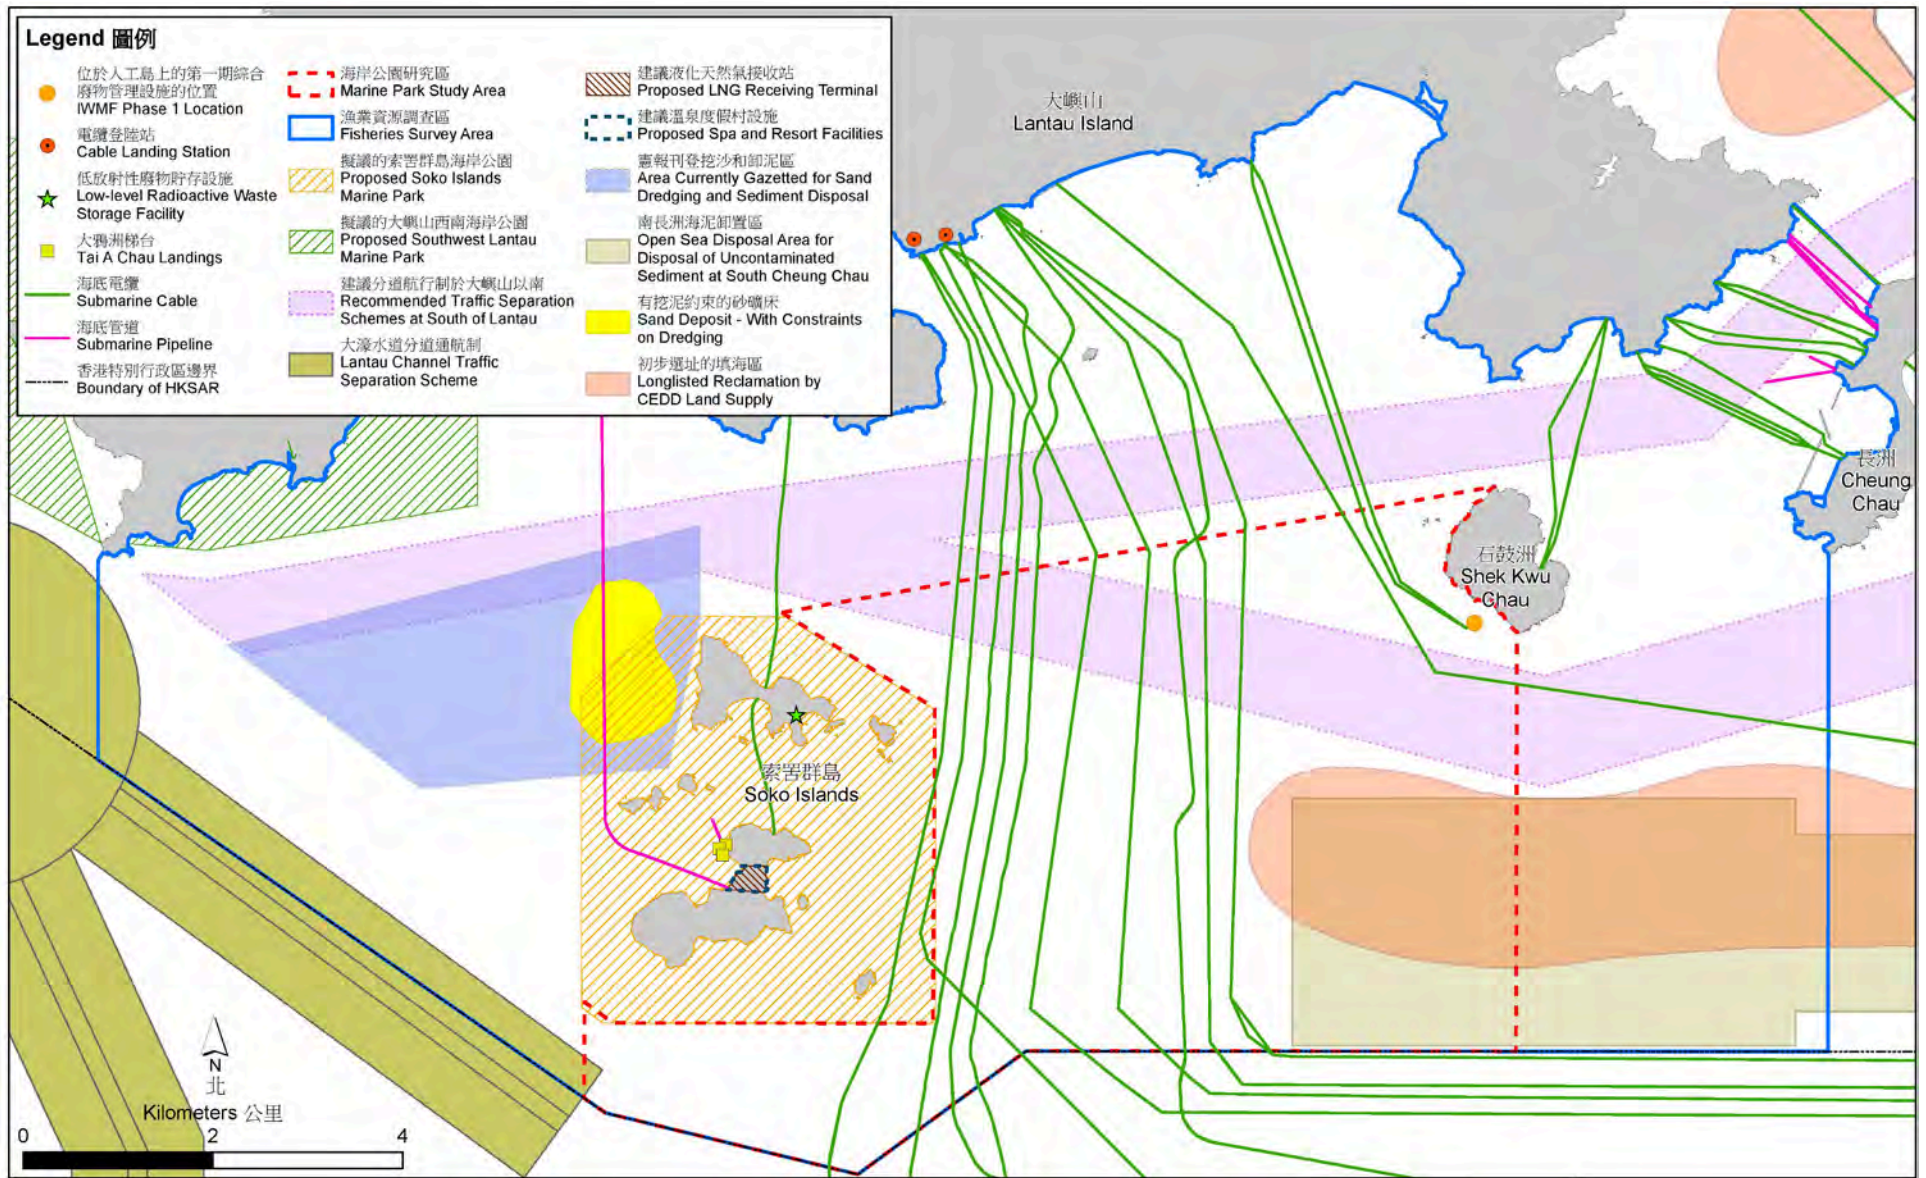 Legend 圖例
位於人工島上的第一期綜合
廢物管理設施的位置
IWMF Phase 1 Location
電纜登陸站
Cable Landing Station
低放射性廢物貯存設施
Low-level Radioactive Waste
Storage Facility
大鴉洲梯台
Tai A Chau Landings
海底電纜
Submarine Cable
海底管道
Submarine Pipeline
香港特別行政區邊界
Boundary of HKSAR
海岸公園研究區
Marine Park Study Area
漁業資源調查區
Fisheries Survey Area
擬議的索罟群島海岸公園
Proposed Soko Islands
Marine Park
擬議的大嶼山西南海岸公園
Proposed Southwest Lantau
Marine Park
建議分道航行制於大嶼山以南
Recommended Traffic Separation
Schemes at South of Lantau
大濠水道分道通航制
Lantau Channel Traffic
Separation Scheme
建議液化天然氣接收站
Proposed LNG Receiving Terminal
建議溫泉度假村設施
Proposed Spa and Resort Facilities
憲報刊登挖沙和卸泥區
Area Currently Gazetted for Sand
Dredging and Sediment Disposal
南長洲海泥卸置區
Open Sea Disposal Area for
Disposal of Uncontaminated
Sediment at South Cheung Chau
有挖泥約束的砂礦床
Sand Deposit - With Constraints
on Dredging
初步選址的填海區
Longlisted Reclamation by
CEDD Land Supply
大嶼山
Lantau Island
長洲
Cheung
Chau
石鼓洲
Shek Kwu
Chau
索罟群島
Soko Islands
N
北
Kilometers 公里
0 2 4